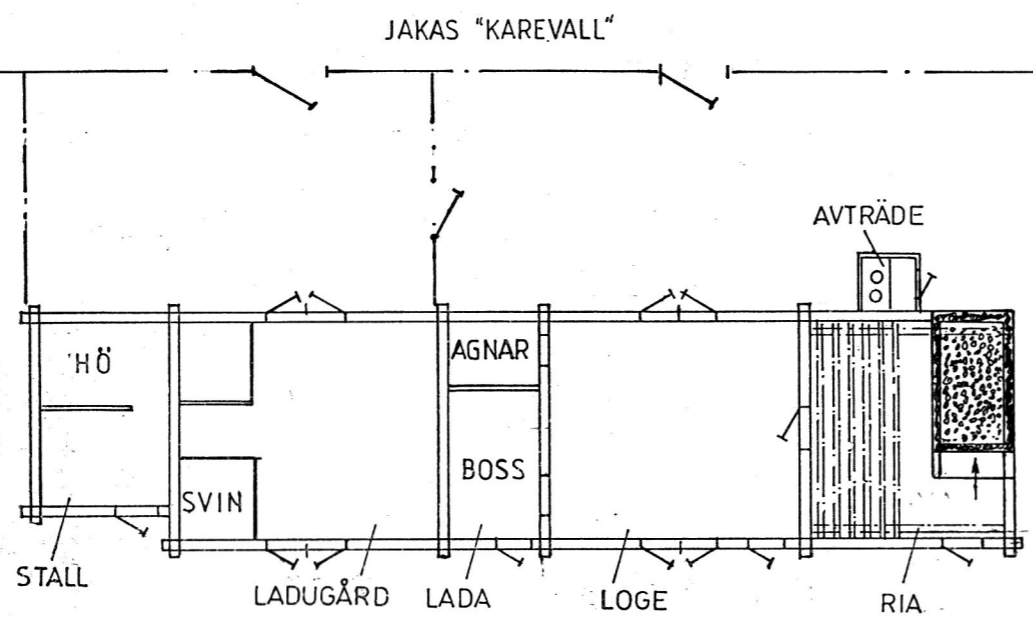 JAKAS "KAREVALL"
AVTRÄDE
HÖ
AGNAR
BOSS
SVIN
STALL
LADUGÅRD
LADA
LOGE
RIA